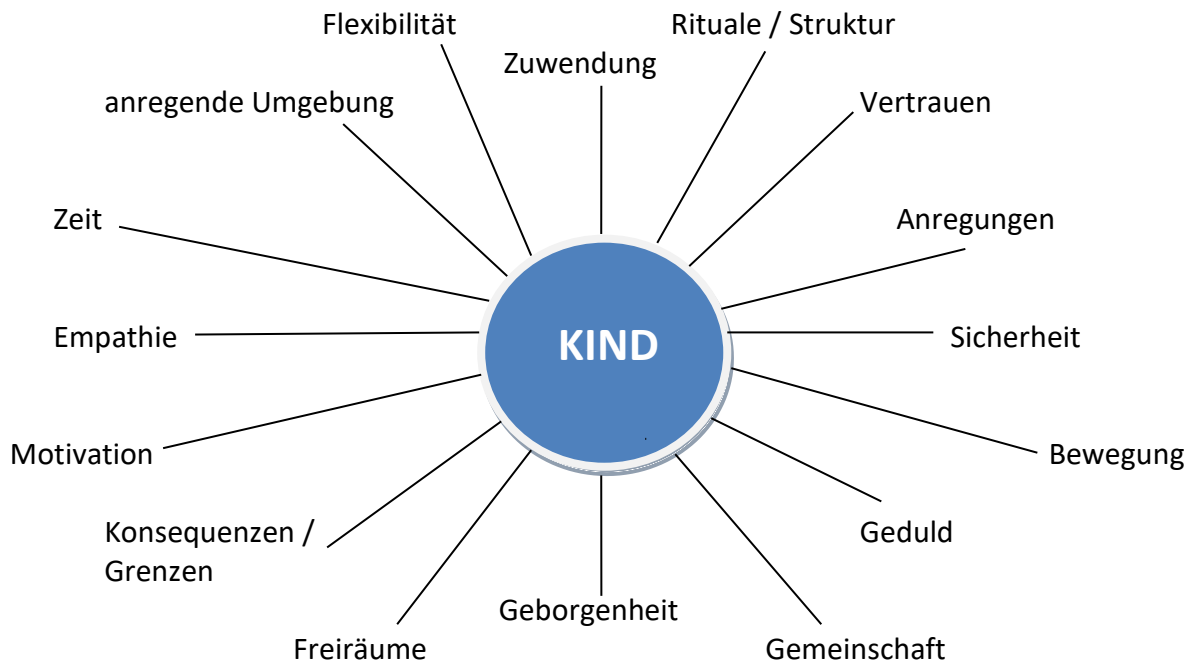 Flexibilität
Rituale / Struktur
Zuwendung
anregende Umgebung
Vertrauen
Zeit
Anregungen
Empathie
KIND
Sicherheit
Motivation
Bewegung
Konsequenzen /
Grenzen
Geduld
Geborgenheit
Freiräume
Gemeinschaft